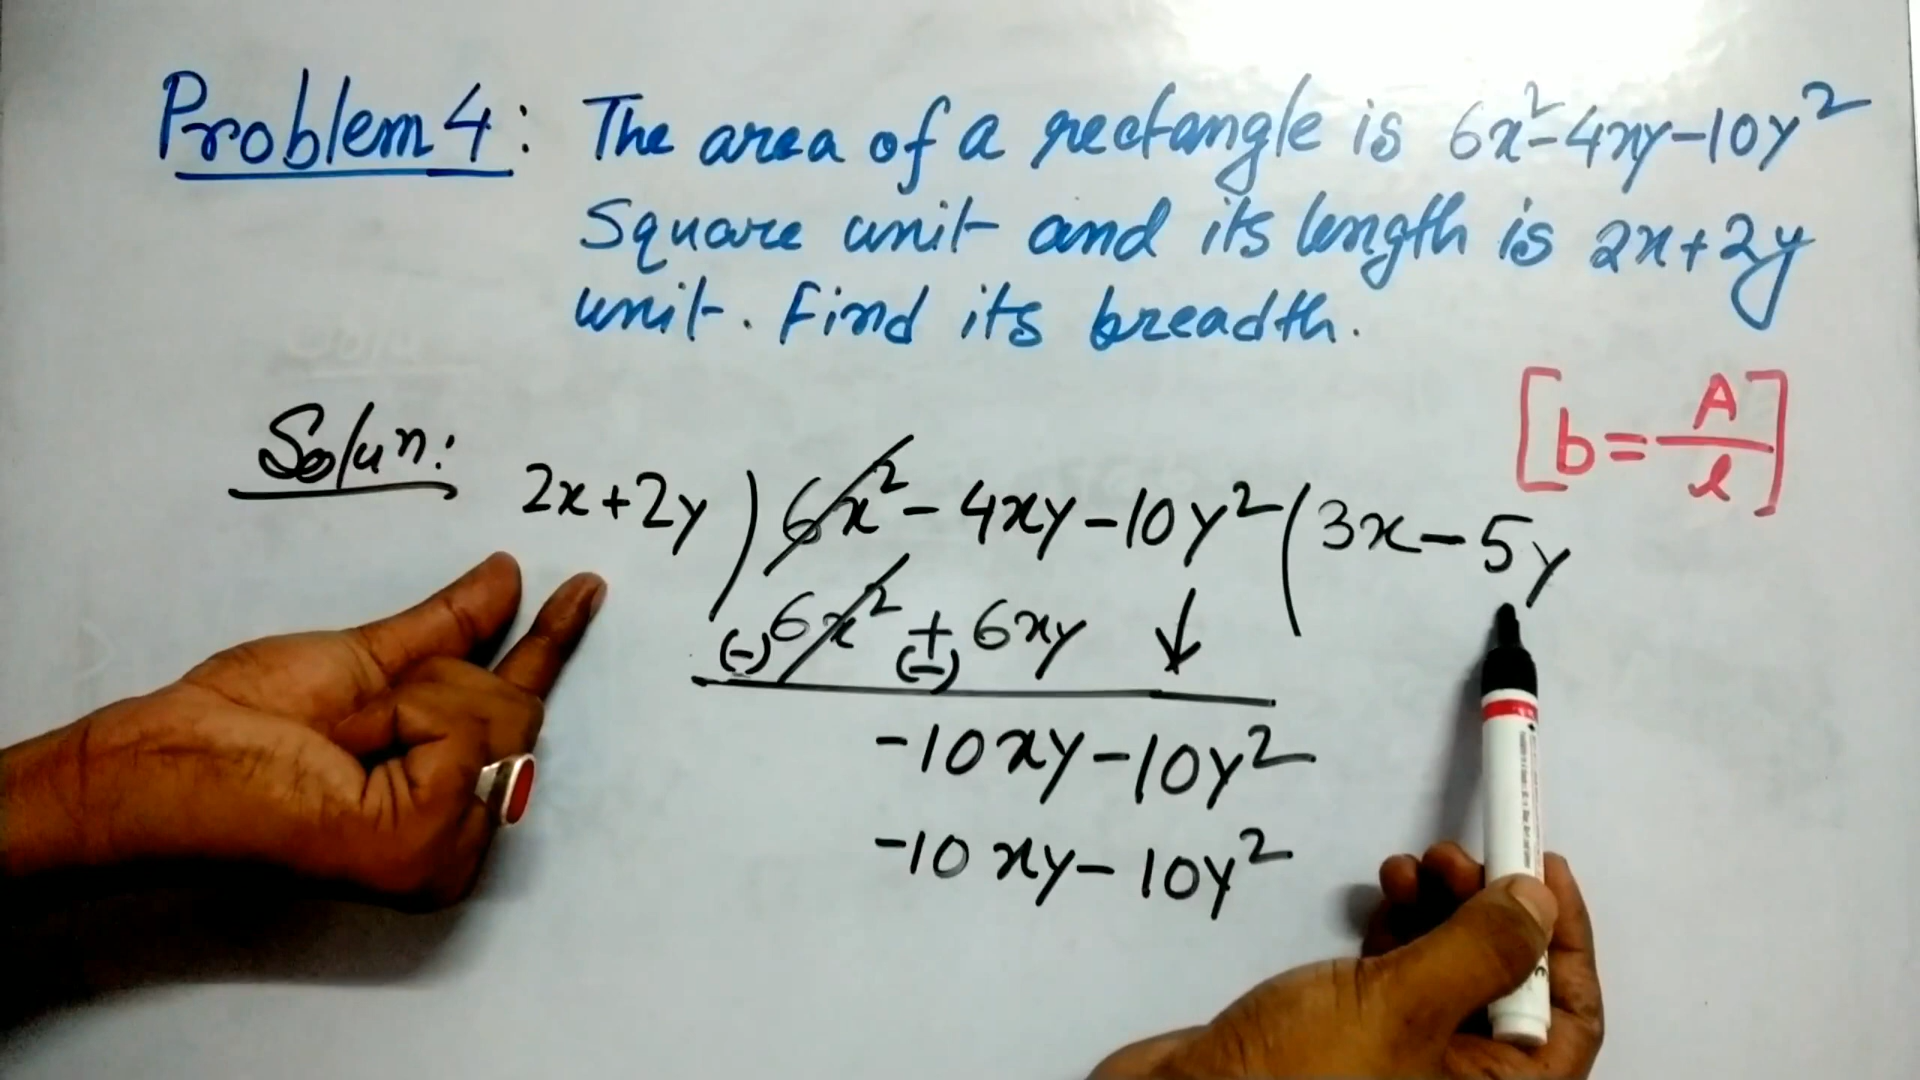 Problem 4: The area of a rectangle is 6x²-4xy-10y²
Square unit and its length is 2x+2y
unit. Find its breadth.
[b=A/l]
Soluⁿ:
2x+2y)6x²-4xy-10y²(3x-5y
(-)6x²+(-)6xy ↓
-10xy-10y²
-10xy-10y²